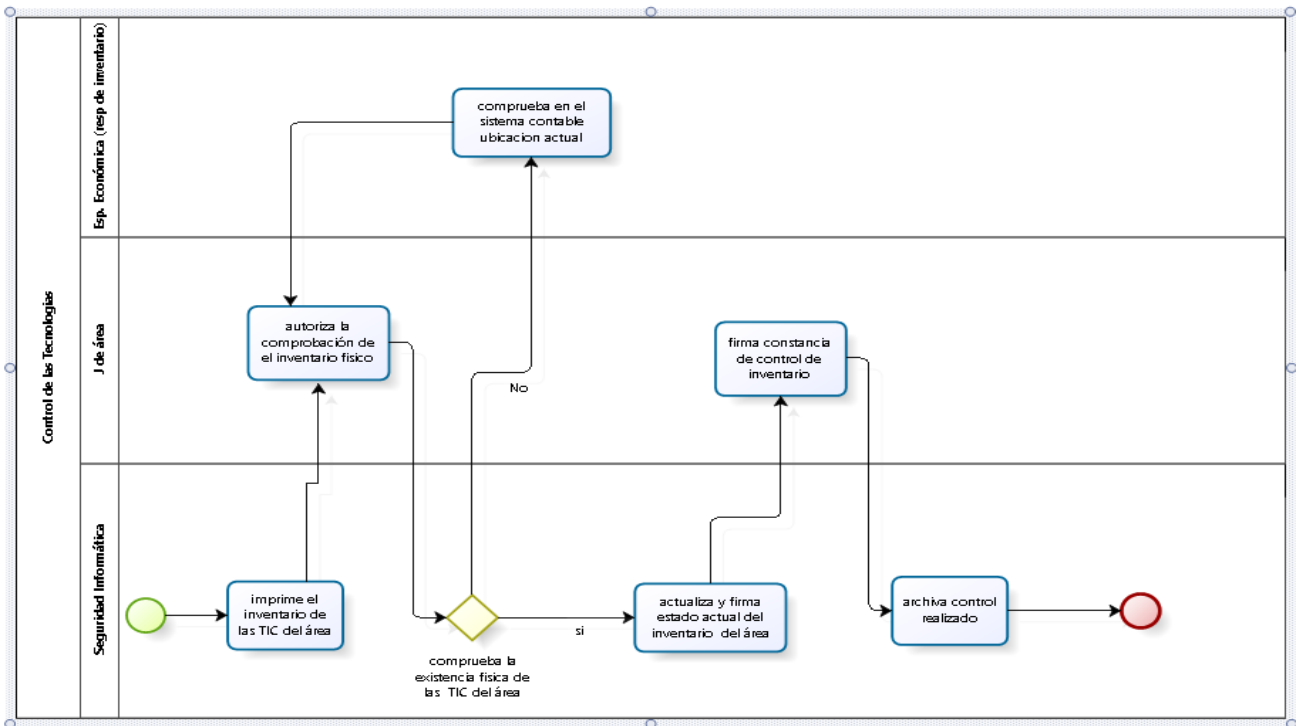 Control de las Tecnologias
Esp. Económica (resp de inventario)
comprueba en el
sistema contable
ubicacion actual
J de área
autoriza la
comprobación de
el inventario fisico
firma constancia
de control de
inventario
No
Seguridad Informática
imprime el
inventario de
las TIC del área
comprueba la
existencia fisica de
las TIC del área
si
actualiza y firma
estado actual del
inventario del área
archiva control
realizado